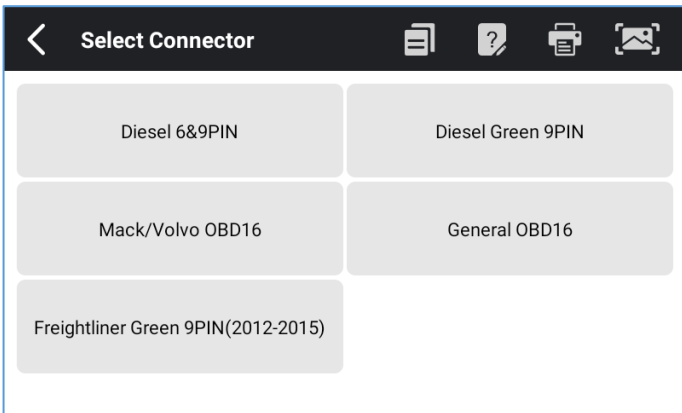 Select Connector
Diesel 6&9PIN
Diesel Green 9PIN
Mack/Volvo OBD16
General OBD16
Freightliner Green 9PIN(2012-2015)